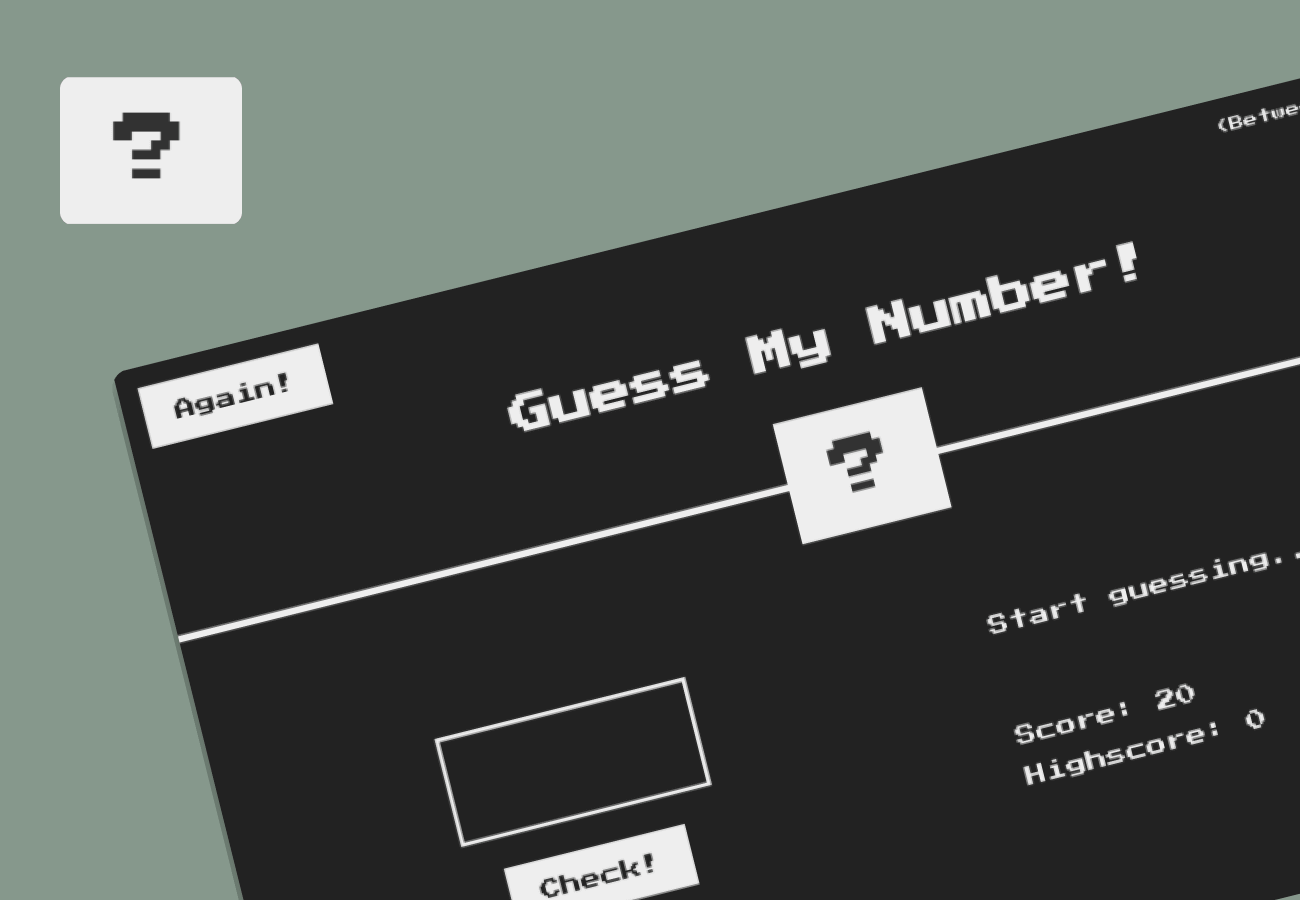 ?
(Betwe
Again!
Guess My Number!
?
Start guessing..
Score: 20
Highscore: 0
Check!